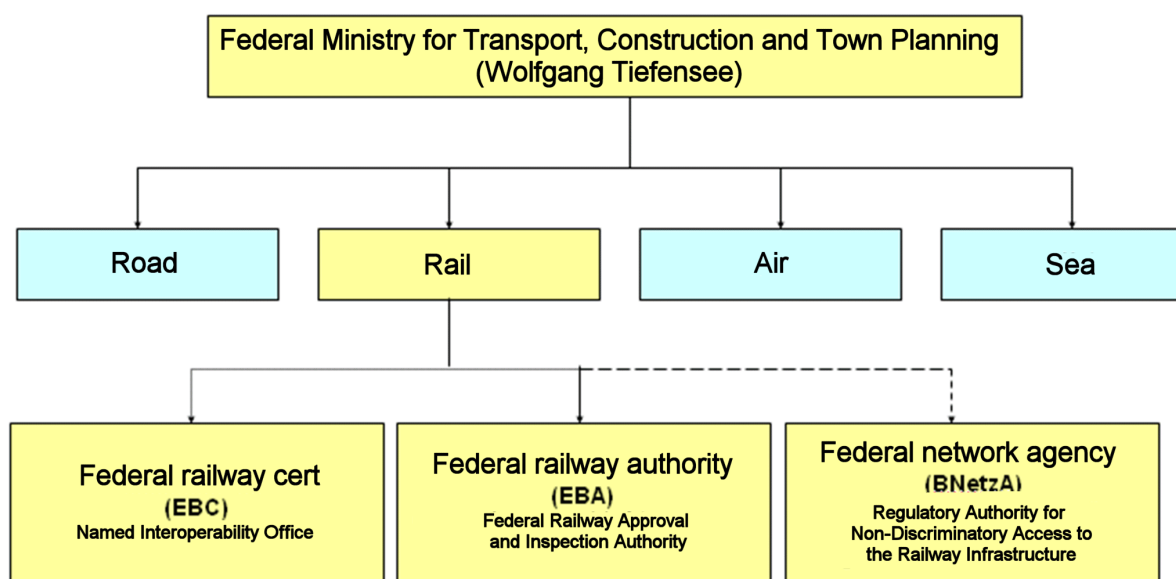 Federal Ministry for Transport, Construction and Town Planning
(Wolfgang Tiefensee)
Road
Rail
Air
Sea
Federal railway cert
(EBC)
Named Interoperability Office
Federal railway authority
(EBA)
Federal Railway Approval
and Inspection Authority
Federal network agency
(BNetzA)
Regulatory Authority for
Non-Discriminatory Access to
the Railway Infrastructure